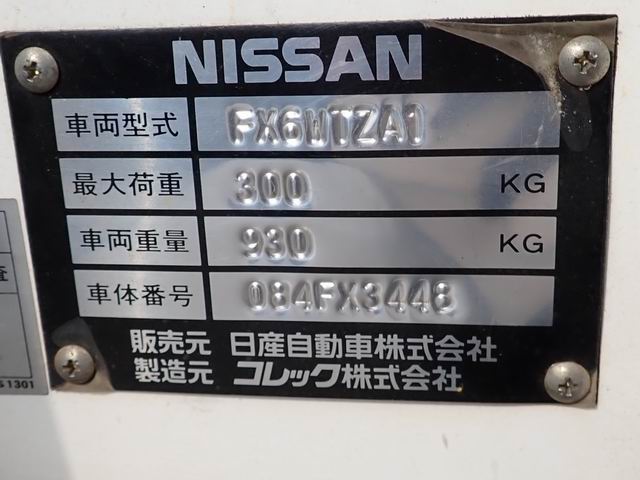 NISSAN
車両型式 FX6WTZA1
最大荷重 300 KG
車両重量 930 KG
車体番号 084FX3448
販売元 日産自動車株式会社
製造元 コレック株式会社
査
S1301